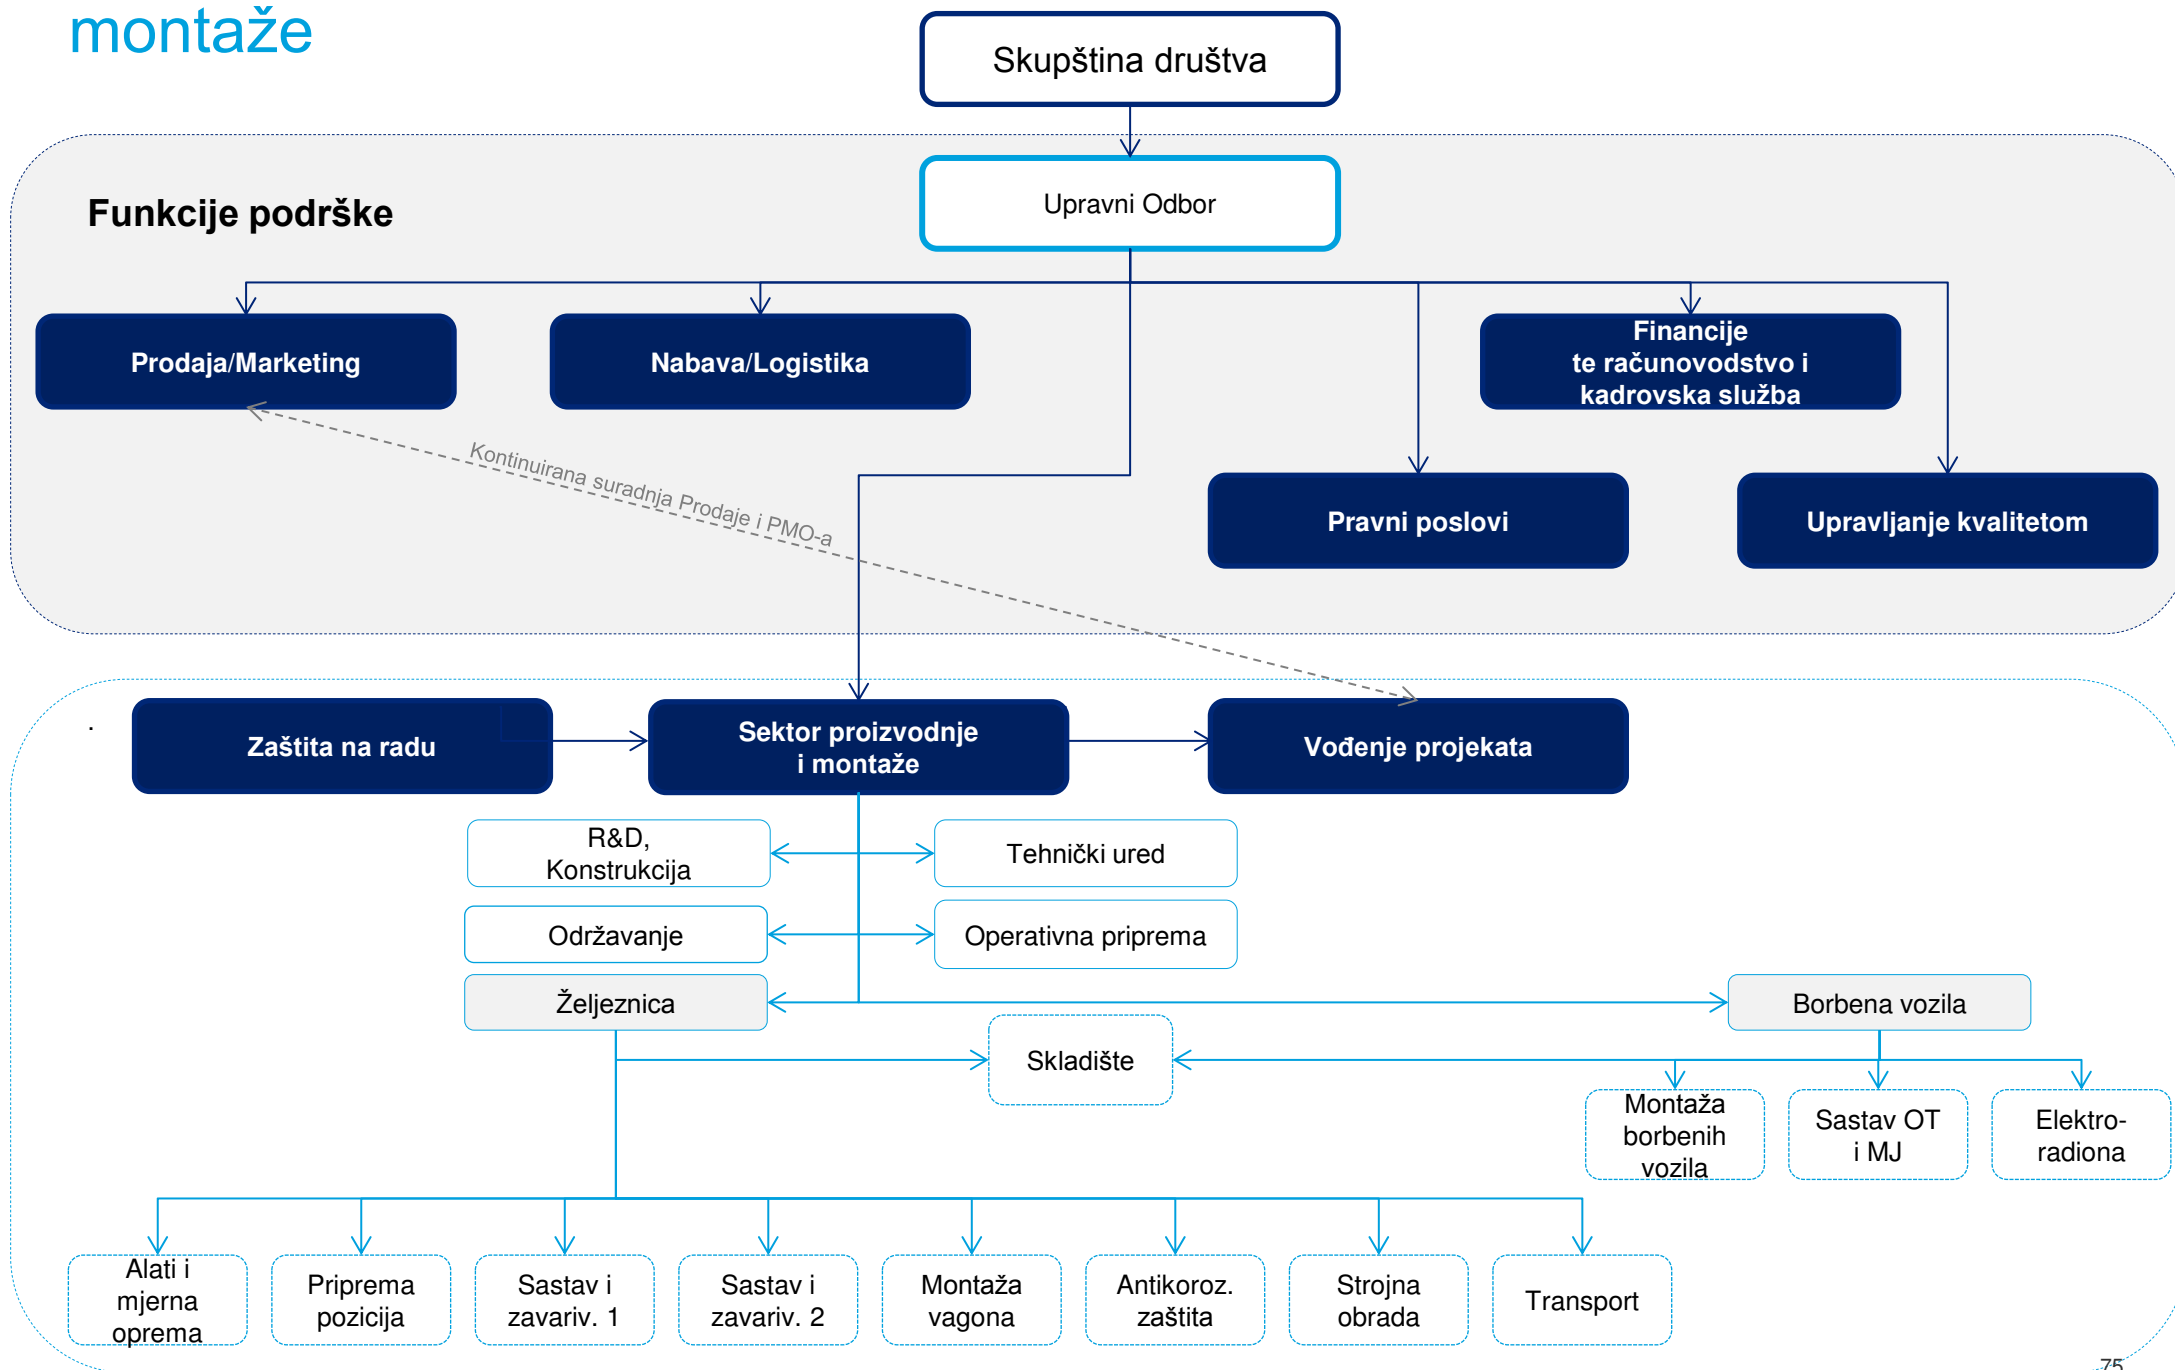 montaže
Skupština društva
Funkcije podrške
Upravni Odbor
Prodaja/Marketing
Nabava/Logistika
Financije
te računovodstvo i
kadrovska služba
Kontinuirana suradnja Prodaje i PMO-a
Pravni poslovi
Upravljanje kvalitetom
.
Zaštita na radu
Sektor proizvodnje
i montaže
Vođenje projekata
R&D,
Konstrukcija
Tehnički ured
Održavanje
Operativna priprema
Željeznica
Borbena vozila
Skladište
Montaža
borbenih
vozila
Sastav OT
i MJ
Elektro-
radiona
Alati i
mjerna
oprema
Priprema
pozicija
Sastav i
zavariv. 1
Sastav i
zavariv. 2
Montaža
vagona
Antikoroz.
zaštita
Strojna
obrada
Transport
75